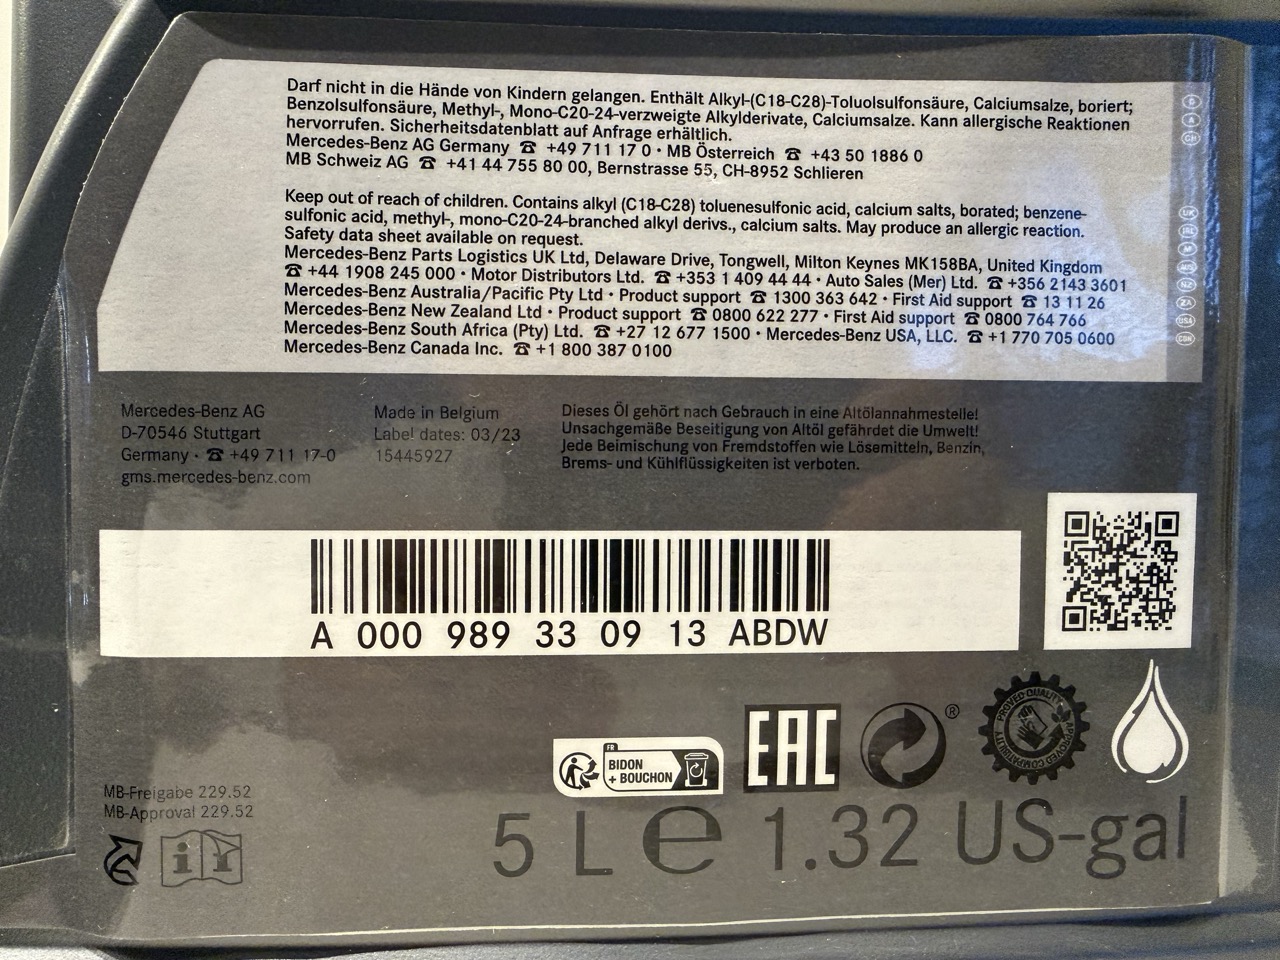 Darf nicht in die Hände von Kindern gelangen. Enthält Alkyl-(C18-C28)-Toluolsulfonsäure, Calciumsalze, boriert;
Benzolsulfonsäure, Methyl-, Mono-C20-24-verzweigte Alkylderivate, Calciumsalze. Kann allergische Reaktionen
hervorrufen. Sicherheitsdatenblatt auf Anfrage erhältlich.
Mercedes-Benz AG Germany ☎ +49 711 17 0 • MB Österreich ☎ +43 50 1886 0
MB Schweiz AG ☎ +41 44 755 80 00, Bernstrasse 55, CH-8952 Schlieren
D
A
CH
Keep out of reach of children. Contains alkyl (C18-C28) toluenesulfonic acid, calcium salts, borated; benzene-
sulfonic acid, methyl-, mono-C20-24-branched alkyl derivs., calcium salts. May produce an allergic reaction.
Safety data sheet available on request.
Mercedes-Benz Parts Logistics UK Ltd, Delaware Drive, Tongwell, Milton Keynes MK158BA, United Kingdom
☎ +44 1908 245 000 • Motor Distributors Ltd. ☎ +353 1 409 44 44 • Auto Sales (Mer) Ltd. ☎ +356 2143 3601
Mercedes-Benz Australia/Pacific Pty Ltd • Product support ☎ 1300 363 642 • First Aid support ☎ 13 11 26
Mercedes-Benz New Zealand Ltd • Product support ☎ 0800 622 277 • First Aid support ☎ 0800 764 766
Mercedes-Benz South Africa (Pty) Ltd. ☎ +27 12 677 1500 • Mercedes-Benz USA, LLC. ☎ +1 770 705 0600
Mercedes-Benz Canada Inc. ☎ +1 800 387 0100
UK
IRL
M
AUS
NZ
ZA
USA
CDN
Mercedes-Benz AG
D-70546 Stuttgart
Germany • ☎ +49 711 17-0
gms.mercedes-benz.com
Made in Belgium
Label dates: 03/23
15445927
Dieses Öl gehört nach Gebrauch in eine Altölannahmestelle!
Unsachgemäße Beseitigung von Altöl gefährdet die Umwelt!
Jede Beimischung von Fremdstoffen wie Lösemitteln, Benzin,
Brems- und Kühlflüssigkeiten ist verboten.
A 000 989 33 09 13 ABDW
FR
BIDON
+ BOUCHON
EAC
®
PROVED QUALITY
APPROVED COMPATIBILITY
MB-Freigabe 229.52
MB-Approval 229.52
5 L e 1.32 US-gal